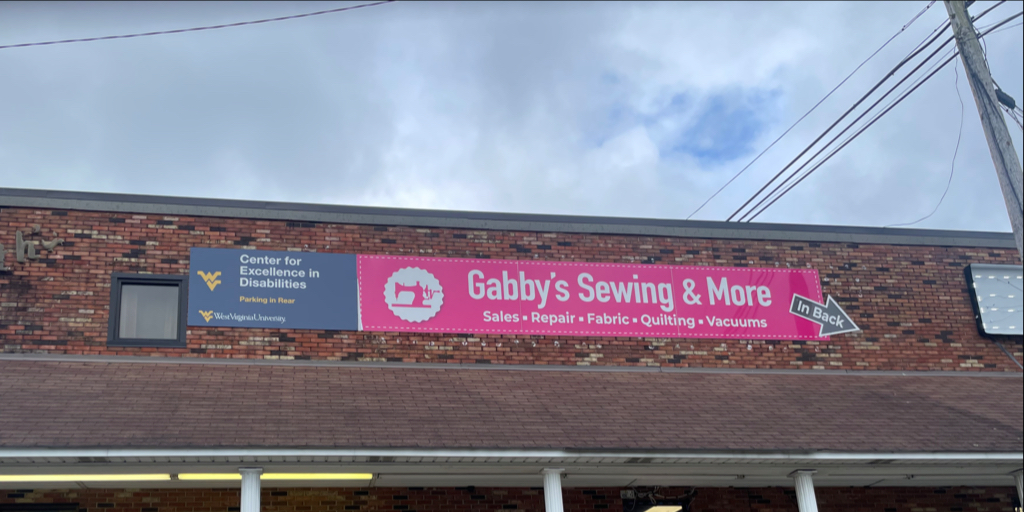 Center for
Excellence in
Disabilities
Parking in Rear
WestVirginiaUniversity
Gabby's Sewing & More
Sales ▪ Repair ▪ Fabric ▪ Quilting ▪ Vacuums
In Back